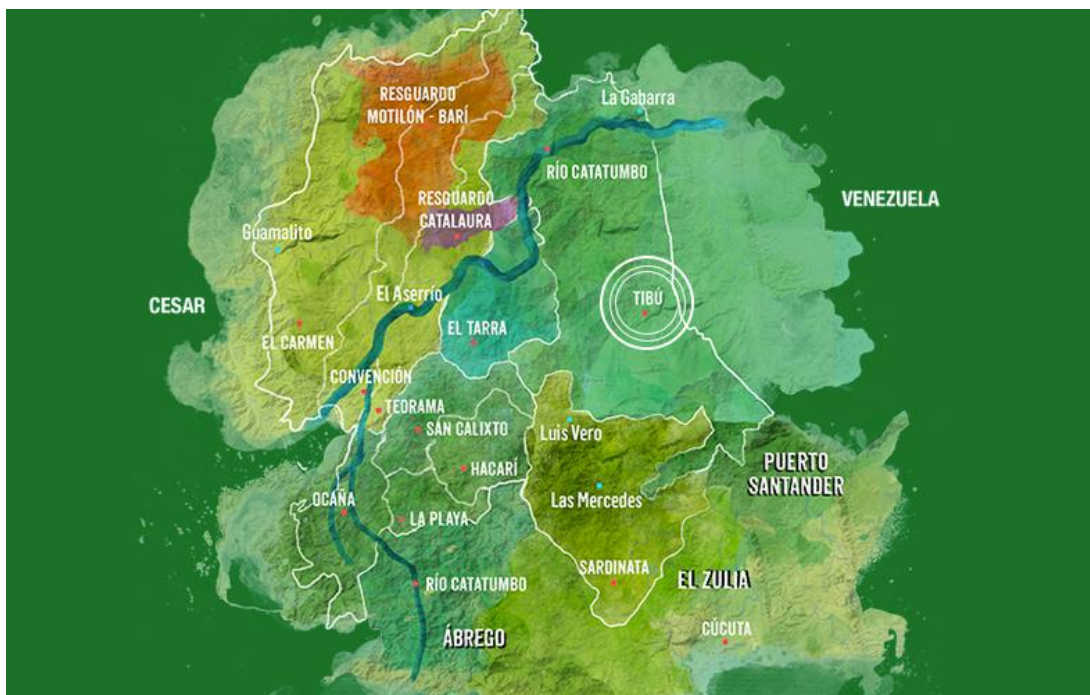 RESGUARDO
MOTILÓN - BARÍ
La Gabarra
RÍO CATATUMBO
RESGUARDO
CATALAURA
VENEZUELA
Guamalito
El Aserrío
TIBÚ
CESAR
EL TARRA
EL CARMEN
CONVENCIÓN
TEORAMA
SAN CALIXTO
Luis Vero
HACARÍ
PUERTO
SANTANDER
Las Mercedes
OCAÑA
LA PLAYA
SARDINATA
EL ZULIA
RÍO CATATUMBO
CÚCUTA
ÁBREGO